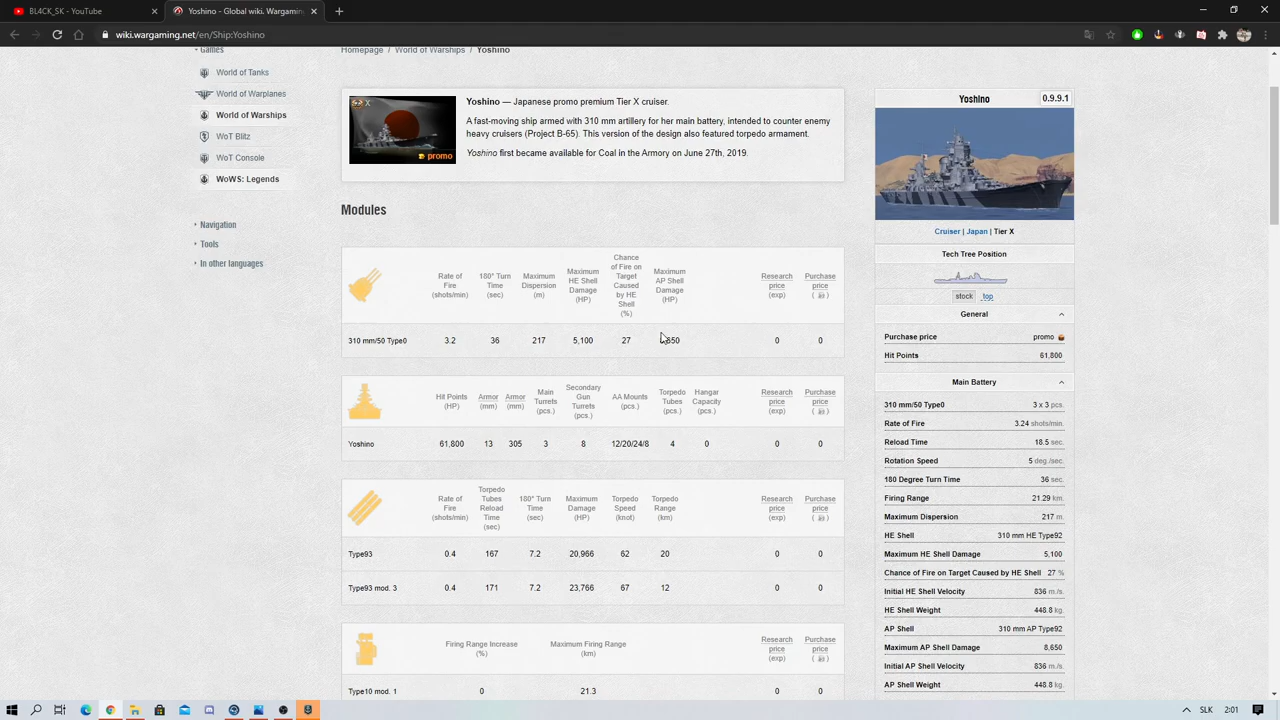 BLACK_SK - YouTube
Yoshino - World of Warships - Wargaming
wiki.wargaming.net/en/Ship:Yoshino
Games
World of Tanks
World of Warplanes
World of Warships
WoT Blitz
WoT Console
WoWS: Legends
Navigation
Tools
In other languages
Homepage / World of Warships / Yoshino
X
promo
Yoshino — Japanese promo premium Tier X cruiser.
A fast-moving ship armed with 310 mm artillery for her main battery, intended to counter enemy
heavy cruisers (Project B-65). This version of the design also featured torpedo armament.
Yoshino first became available for Coal in the Armory on June 27th, 2019.
Modules
Rate of Fire (shots/min) 180° Turn Time (sec) Maximum Dispersion (m) Maximum HE Shell Damage (HP) Chance of Fire on Target Caused by HE Shell (%) Maximum AP Shell Damage (HP) Research price (exp) Purchase price ( )
310 mm/50 Type0 3.2 36 217 5,100 27 650 0 0
Hit Points (HP) Armor (mm) Armor (mm) Main Turrets (pcs.) Secondary Gun Turrets (pcs.) AA Mounts (pcs.) Torpedo Tubes (pcs.) Hangar Capacity (pcs.) Research price (exp) Purchase price ( )
Yoshino 61,800 13 305 3 8 12/20/24/8 4 0 0 0
Rate of Fire (shots/min) Torpedo Tubes Reload Time (sec) 180° Turn Time (sec) Maximum Damage (HP) Torpedo Speed (knot) Torpedo Range (km) Research price (exp) Purchase price ( )
Type93 0.4 167 7.2 20,966 62 20 0 0
Type93 mod. 3 0.4 171 7.2 23,766 67 12 0 0
Firing Range Increase (%) Maximum Firing Range (km) Research price (exp) Purchase price ( )
Type10 mod. 1 0 21.3 0 0
Yoshino 0.9.9.1
Cruiser | Japan | Tier X
Tech Tree Position
stock top
General
Purchase price promo
Hit Points 61,800
Main Battery
310 mm/50 Type0 3 x 3 pcs.
Rate of Fire 3.24 shots/min.
Reload Time 18.5 sec.
Rotation Speed 5 deg./sec.
180 Degree Turn Time 36 sec.
Firing Range 21.29 km.
Maximum Dispersion 217 m.
HE Shell 310 mm HE Type92
Maximum HE Shell Damage 5,100
Chance of Fire on Target Caused by HE Shell 27 %
Initial HE Shell Velocity 836 m./s.
HE Shell Weight 448.8 kg.
AP Shell 310 mm AP Type92
Maximum AP Shell Damage 8,650
Initial AP Shell Velocity 836 m./s.
AP Shell Weight 448.8 kg.
SLK 2:01